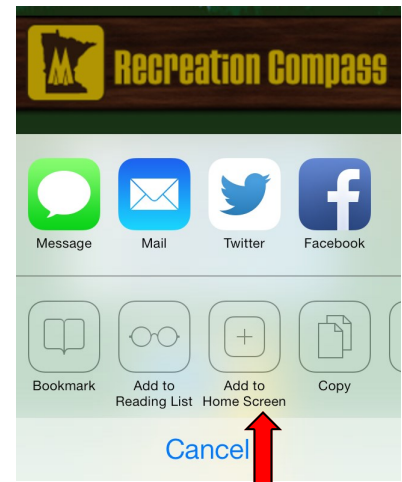 Recreation Compass
Message Mail Twitter Facebook
Bookmark Add to Reading List Add to Home Screen Copy
Cancel